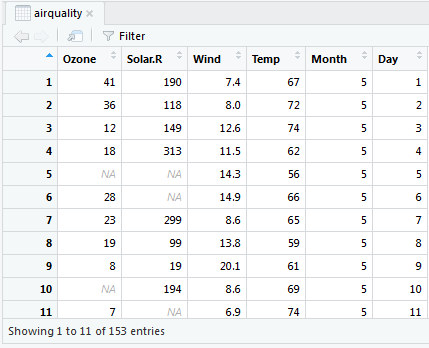 airquality
Filter
Ozone Solar.R Wind Temp Month Day
1 41 190 7.4 67 5 1
2 36 118 8.0 72 5 2
3 12 149 12.6 74 5 3
4 18 313 11.5 62 5 4
5 NA NA 14.3 56 5 5
6 28 NA 14.9 66 5 6
7 23 299 8.6 65 5 7
8 19 99 13.8 59 5 8
9 8 19 20.1 61 5 9
10 NA 194 8.6 69 5 10
11 7 NA 6.9 74 5 11
Showing 1 to 11 of 153 entries